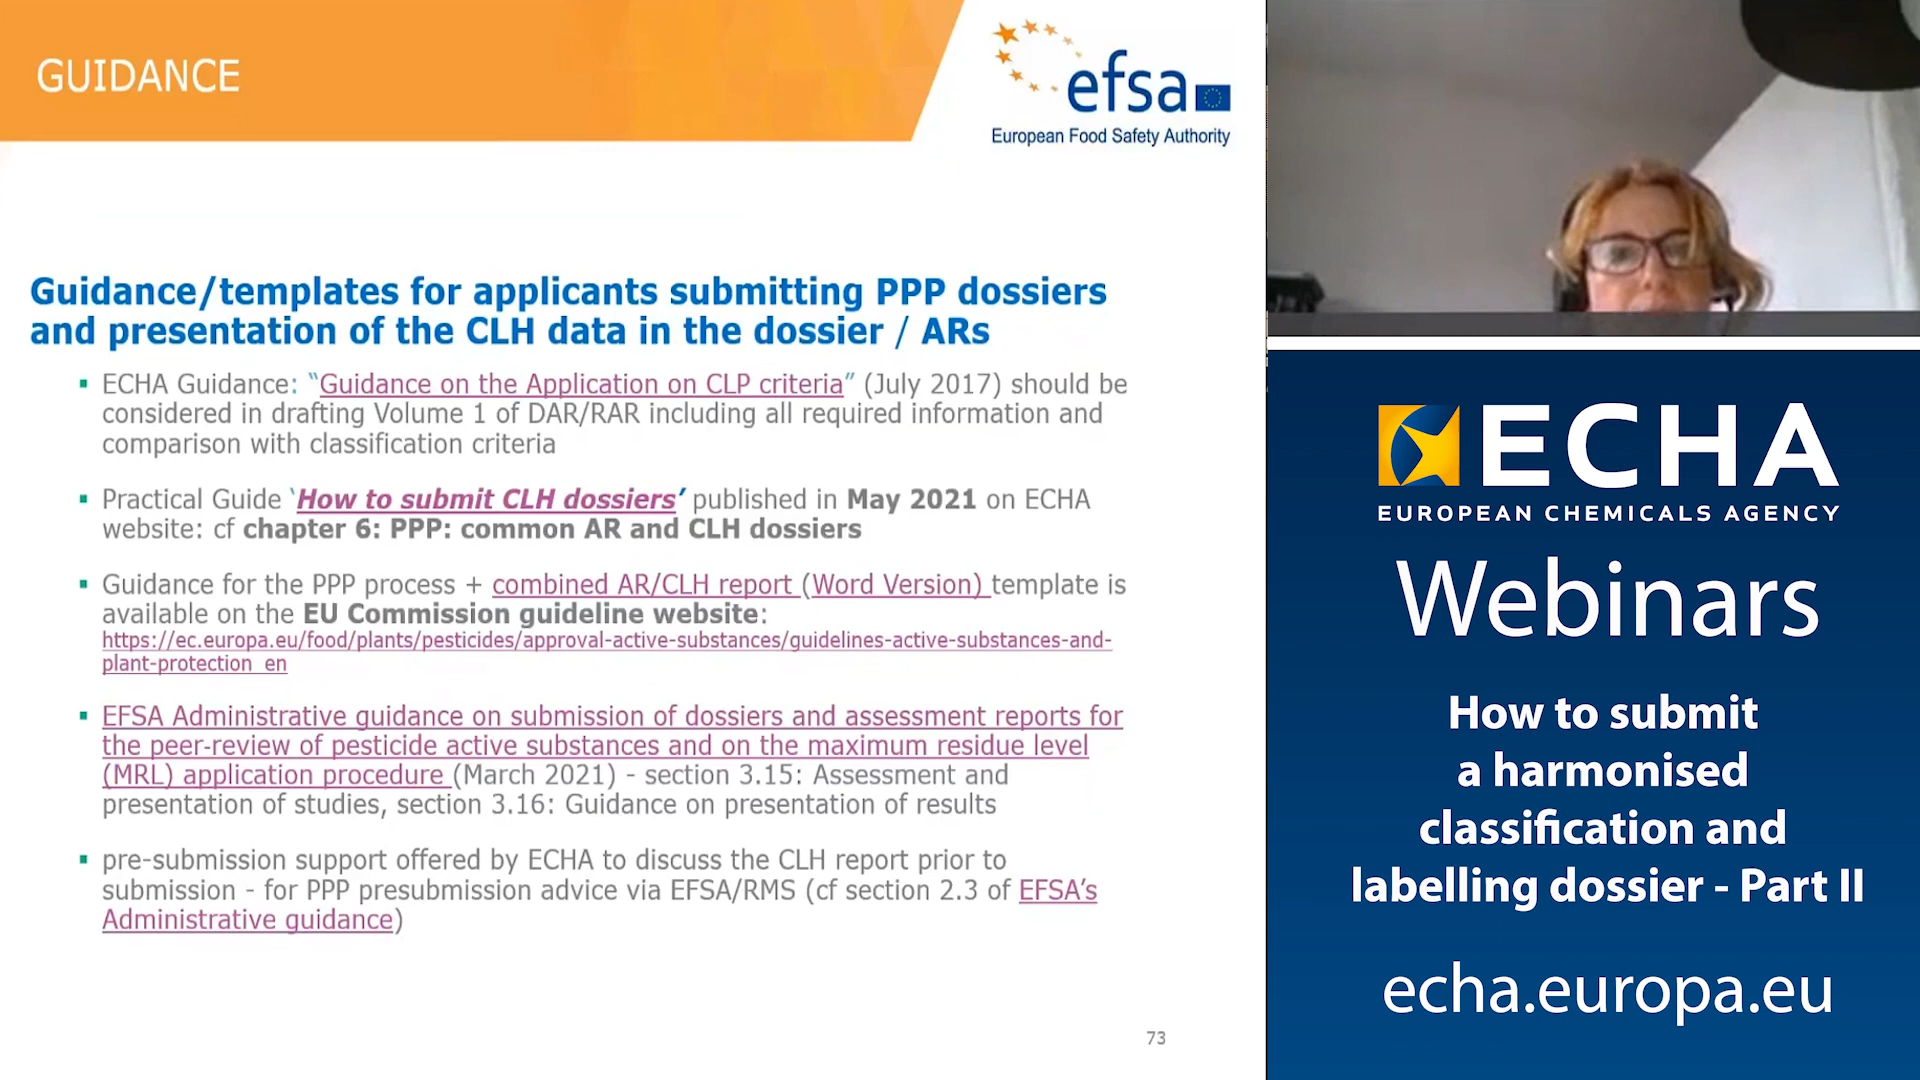 GUIDANCE
efsa
European Food Safety Authority
Guidance/templates for applicants submitting PPP dossiers
and presentation of the CLH data in the dossier / ARs
▪ ECHA Guidance: “Guidance on the Application on CLP criteria” (July 2017) should be
considered in drafting Volume 1 of DAR/RAR including all required information and
comparison with classification criteria
▪ Practical Guide ‘How to submit CLH dossiers’ published in May 2021 on ECHA
website: cf chapter 6: PPP: common AR and CLH dossiers
▪ Guidance for the PPP process + combined AR/CLH report (Word Version) template is
available on the EU Commission guideline website:
https://ec.europa.eu/food/plants/pesticides/approval-active-substances/guidelines-active-substances-and-
plant-protection_en
▪ EFSA Administrative guidance on submission of dossiers and assessment reports for
the peer-review of pesticide active substances and on the maximum residue level
(MRL) application procedure (March 2021) - section 3.15: Assessment and
presentation of studies, section 3.16: Guidance on presentation of results
▪ pre-submission support offered by ECHA to discuss the CLH report prior to
submission - for PPP presubmission advice via EFSA/RMS (cf section 2.3 of EFSA’s
Administrative guidance)
73
ECHA
EUROPEAN CHEMICALS AGENCY
Webinars
How to submit
a harmonised
classification and
labelling dossier - Part II
echa.europa.eu